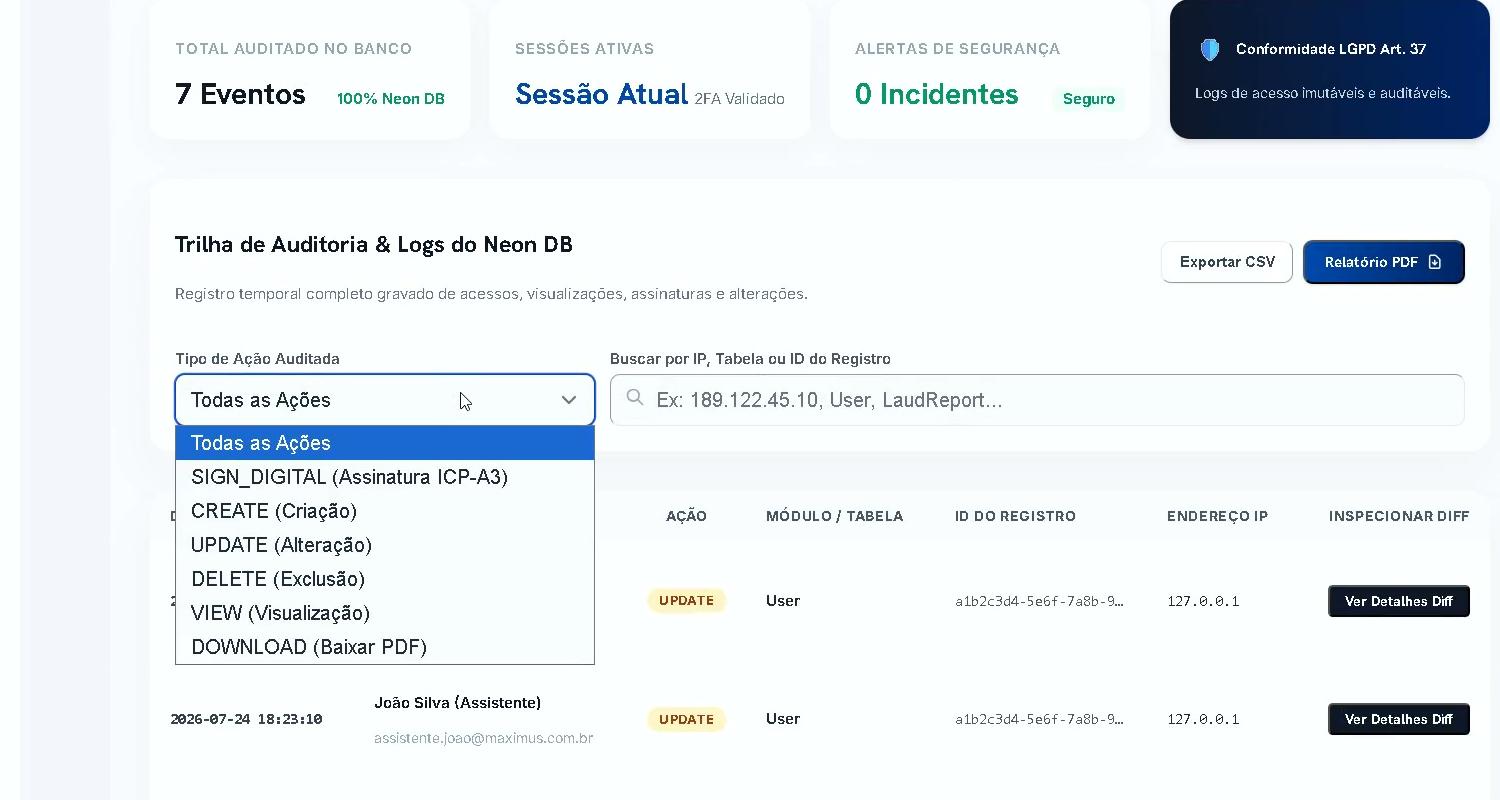 TOTAL AUDITADO NO BANCO
7 Eventos 100% Neon DB
SESSÕES ATIVAS
Sessão Atual 2FA Validado
ALERTAS DE SEGURANÇA
0 Incidentes Seguro
Conformidade LGPD Art. 37
Logs de acesso imutáveis e auditáveis.
Trilha de Auditoria & Logs do Neon DB
Registro temporal completo gravado de acessos, visualizações, assinaturas e alterações.
Exportar CSV
Relatório PDF
Tipo de Ação Auditada
Todas as Ações
Buscar por IP, Tabela ou ID do Registro
Ex: 189.122.45.10, User, LaudReport...
Todas as Ações
SIGN_DIGITAL (Assinatura ICP-A3)
CREATE (Criação)
UPDATE (Alteração)
DELETE (Exclusão)
VIEW (Visualização)
DOWNLOAD (Baixar PDF)
AÇÃO MÓDULO / TABELA ID DO REGISTRO ENDEREÇO IP INSPECIONAR DIFF
UPDATE User a1b2c3d4-5e6f-7a8b-9… 127.0.0.1 Ver Detalhes Diff
2026-07-24 18:23:10 João Silva (Assistente) UPDATE User a1b2c3d4-5e6f-7a8b-9… 127.0.0.1 Ver Detalhes Diff
assistente.joao@maximus.com.br